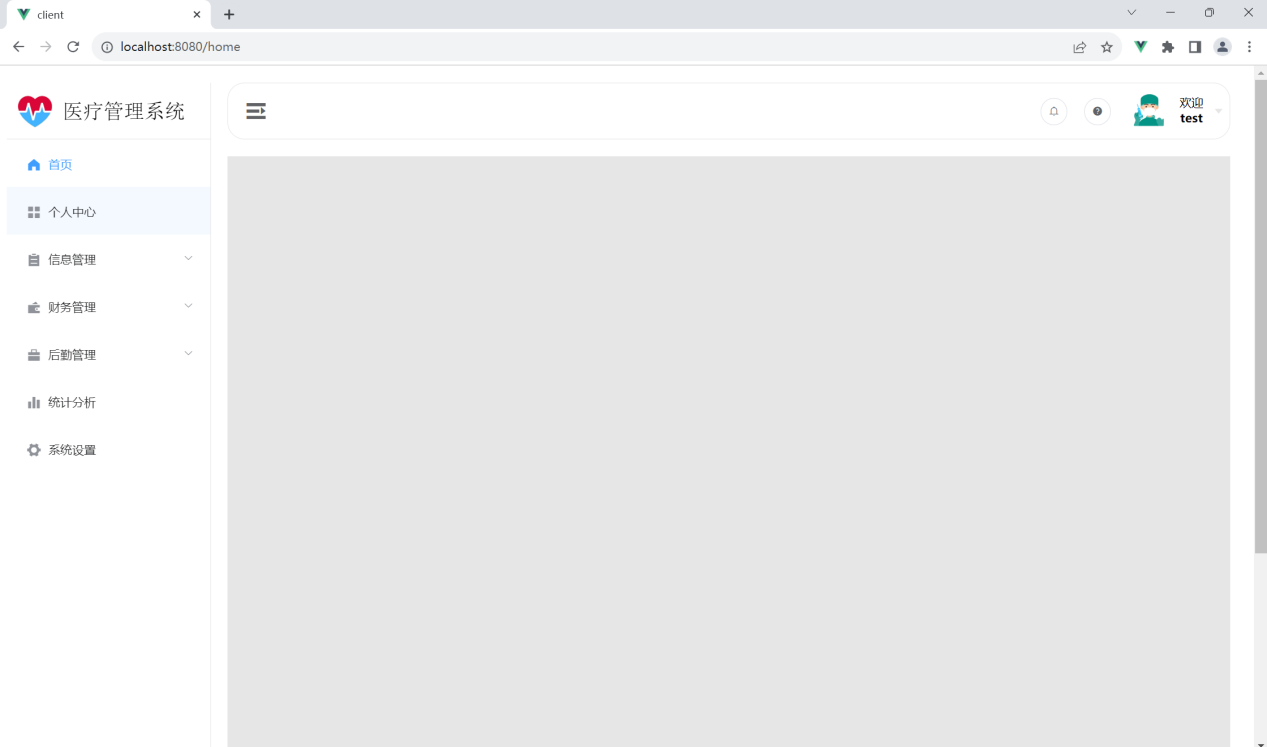 client
localhost:8080/home
医疗管理系统
欢迎
test
首页
个人中心
信息管理
财务管理
后勤管理
统计分析
系统设置